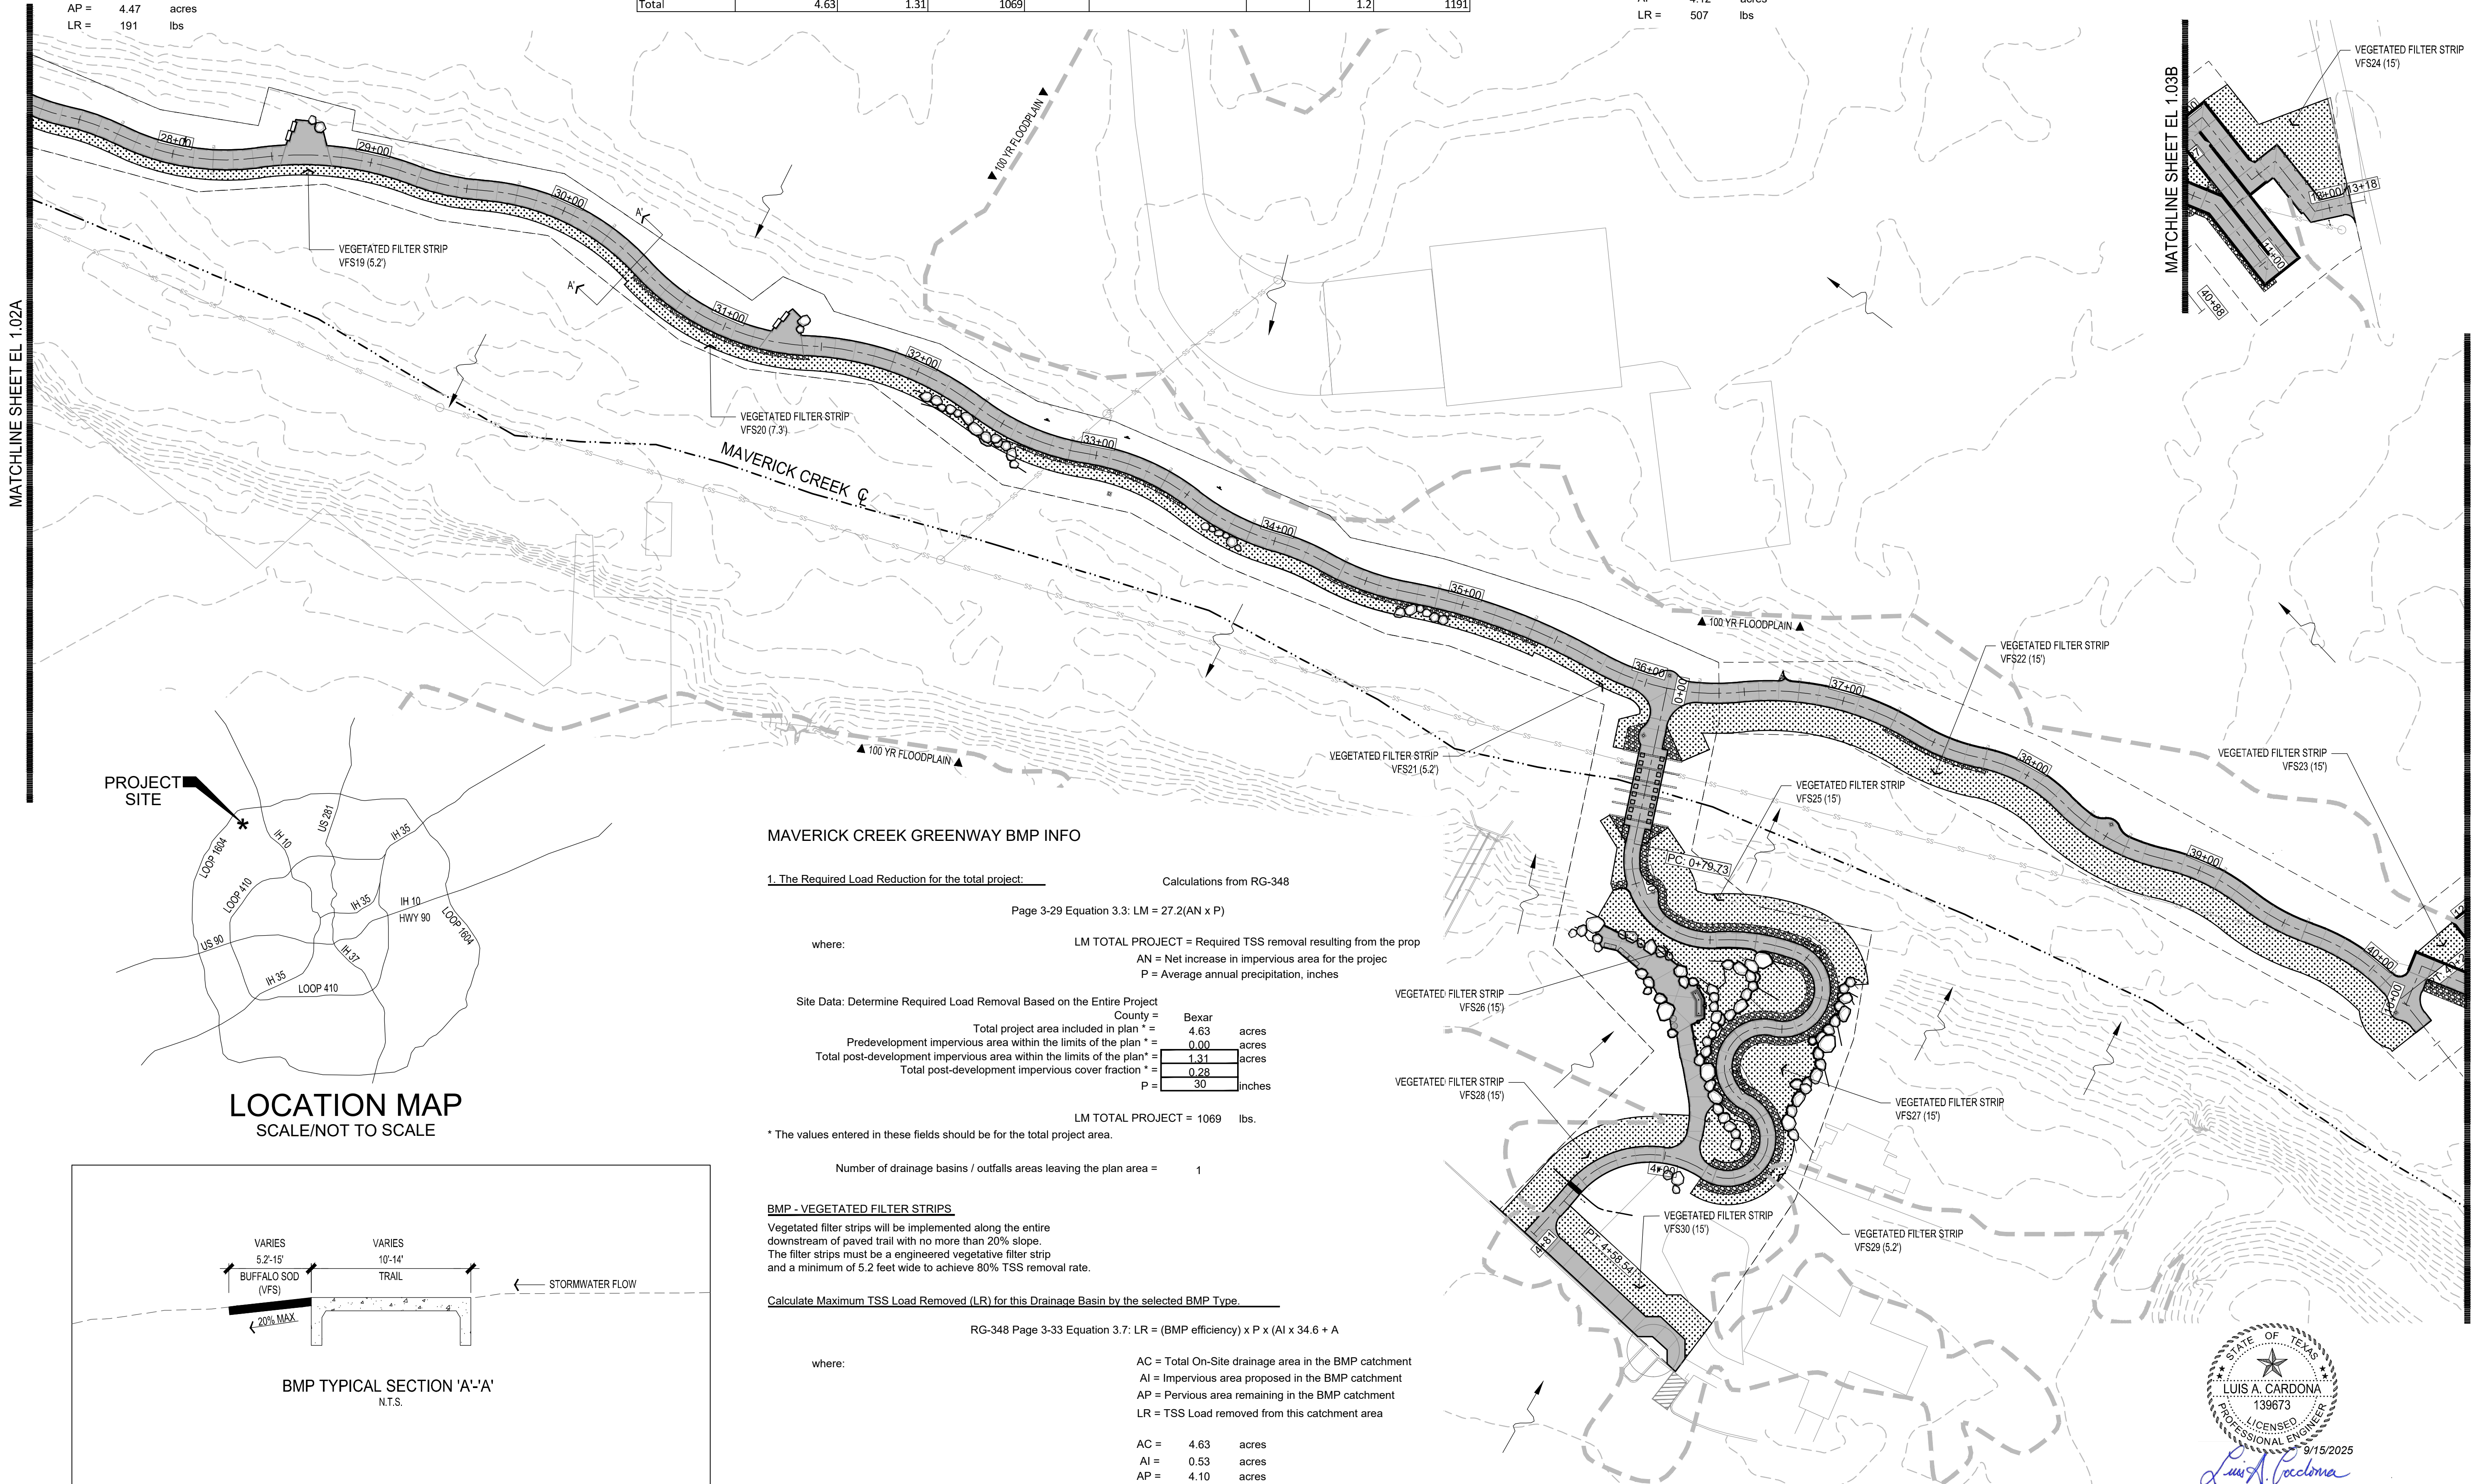 AP = 4.47 acres
LR = 191 lbs
Total 4.63 1.31 1069 1.2 1191
LR = 507 lbs
MATCHLINE SHEET EL 1.02A
MATCHLINE SHEET EL 1.03B
VEGETATED FILTER STRIP
VFS24 (15')
13+00
13+18
11+00
40+88
28+00
29+00
30+00
A'
A'
31+00
32+00
33+00
34+00
35+00
36+00
0+00
37+00
38+00
39+00
40+00
100 YR FLOODPLAIN
VEGETATED FILTER STRIP
VFS19 (5.2')
VEGETATED FILTER STRIP
VFS20 (7.3')
MAVERICK CREEK
100 YR FLOODPLAIN
VEGETATED FILTER STRIP
VFS22 (15')
VEGETATED FILTER STRIP
VFS23 (15')
100 YR FLOODPLAIN
VEGETATED FILTER STRIP
VFS21 (5.2')
VEGETATED FILTER STRIP
VFS25 (15')
PC: 0+79.73
VEGETATED FILTER STRIP
VFS26 (15')
VEGETATED FILTER STRIP
VFS28 (15')
VEGETATED FILTER STRIP
VFS27 (15')
4+00
VEGETATED FILTER STRIP
VFS30 (15')
VEGETATED FILTER STRIP
VFS29 (5.2')
4+81
PT: 4+58.54
PROJECT
SITE
LOOP 1604
IH 10
US 281
IH 35
LOOP 410
IH 35
IH 10
HWY 90
LOOP 1604
US 90
IH 37
IH 35
LOOP 410
LOCATION MAP
SCALE/NOT TO SCALE
VARIES
5.2'-15'
BUFFALO SOD
(VFS)
VARIES
10'-14'
TRAIL
STORMWATER FLOW
20% MAX
BMP TYPICAL SECTION 'A'-'A'
N.T.S.
MAVERICK CREEK GREENWAY BMP INFO
1. The Required Load Reduction for the total project: Calculations from RG-348
Page 3-29 Equation 3.3: LM = 27.2(AN x P)
where: LM TOTAL PROJECT = Required TSS removal resulting from the prop
AN = Net increase in impervious area for the projec
P = Average annual precipitation, inches
Site Data: Determine Required Load Removal Based on the Entire Project
County = Bexar
Total project area included in plan * = 4.63 acres
Predevelopment impervious area within the limits of the plan * = 0.00 acres
Total post-development impervious area within the limits of the plan* = 1.31 acres
Total post-development impervious cover fraction * = 0.28
P = 30 inches
LM TOTAL PROJECT = 1069 lbs.
* The values entered in these fields should be for the total project area.
Number of drainage basins / outfalls areas leaving the plan area = 1
BMP - VEGETATED FILTER STRIPS
Vegetated filter strips will be implemented along the entire
downstream of paved trail with no more than 20% slope.
The filter strips must be a engineered vegetative filter strip
and a minimum of 5.2 feet wide to achieve 80% TSS removal rate.
Calculate Maximum TSS Load Removed (LR) for this Drainage Basin by the selected BMP Type.
RG-348 Page 3-33 Equation 3.7: LR = (BMP efficiency) x P x (AI x 34.6 + A
where: AC = Total On-Site drainage area in the BMP catchment
AI = Impervious area proposed in the BMP catchment
AP = Pervious area remaining in the BMP catchment
LR = TSS Load removed from this catchment area
AC = 4.63 acres
AI = 0.53 acres
AP = 4.10 acres
STATE OF TEXAS
LUIS A. CARDONA
139673
LICENSED
PROFESSIONAL ENGINEER
9/15/2025
Luis A. Cardona